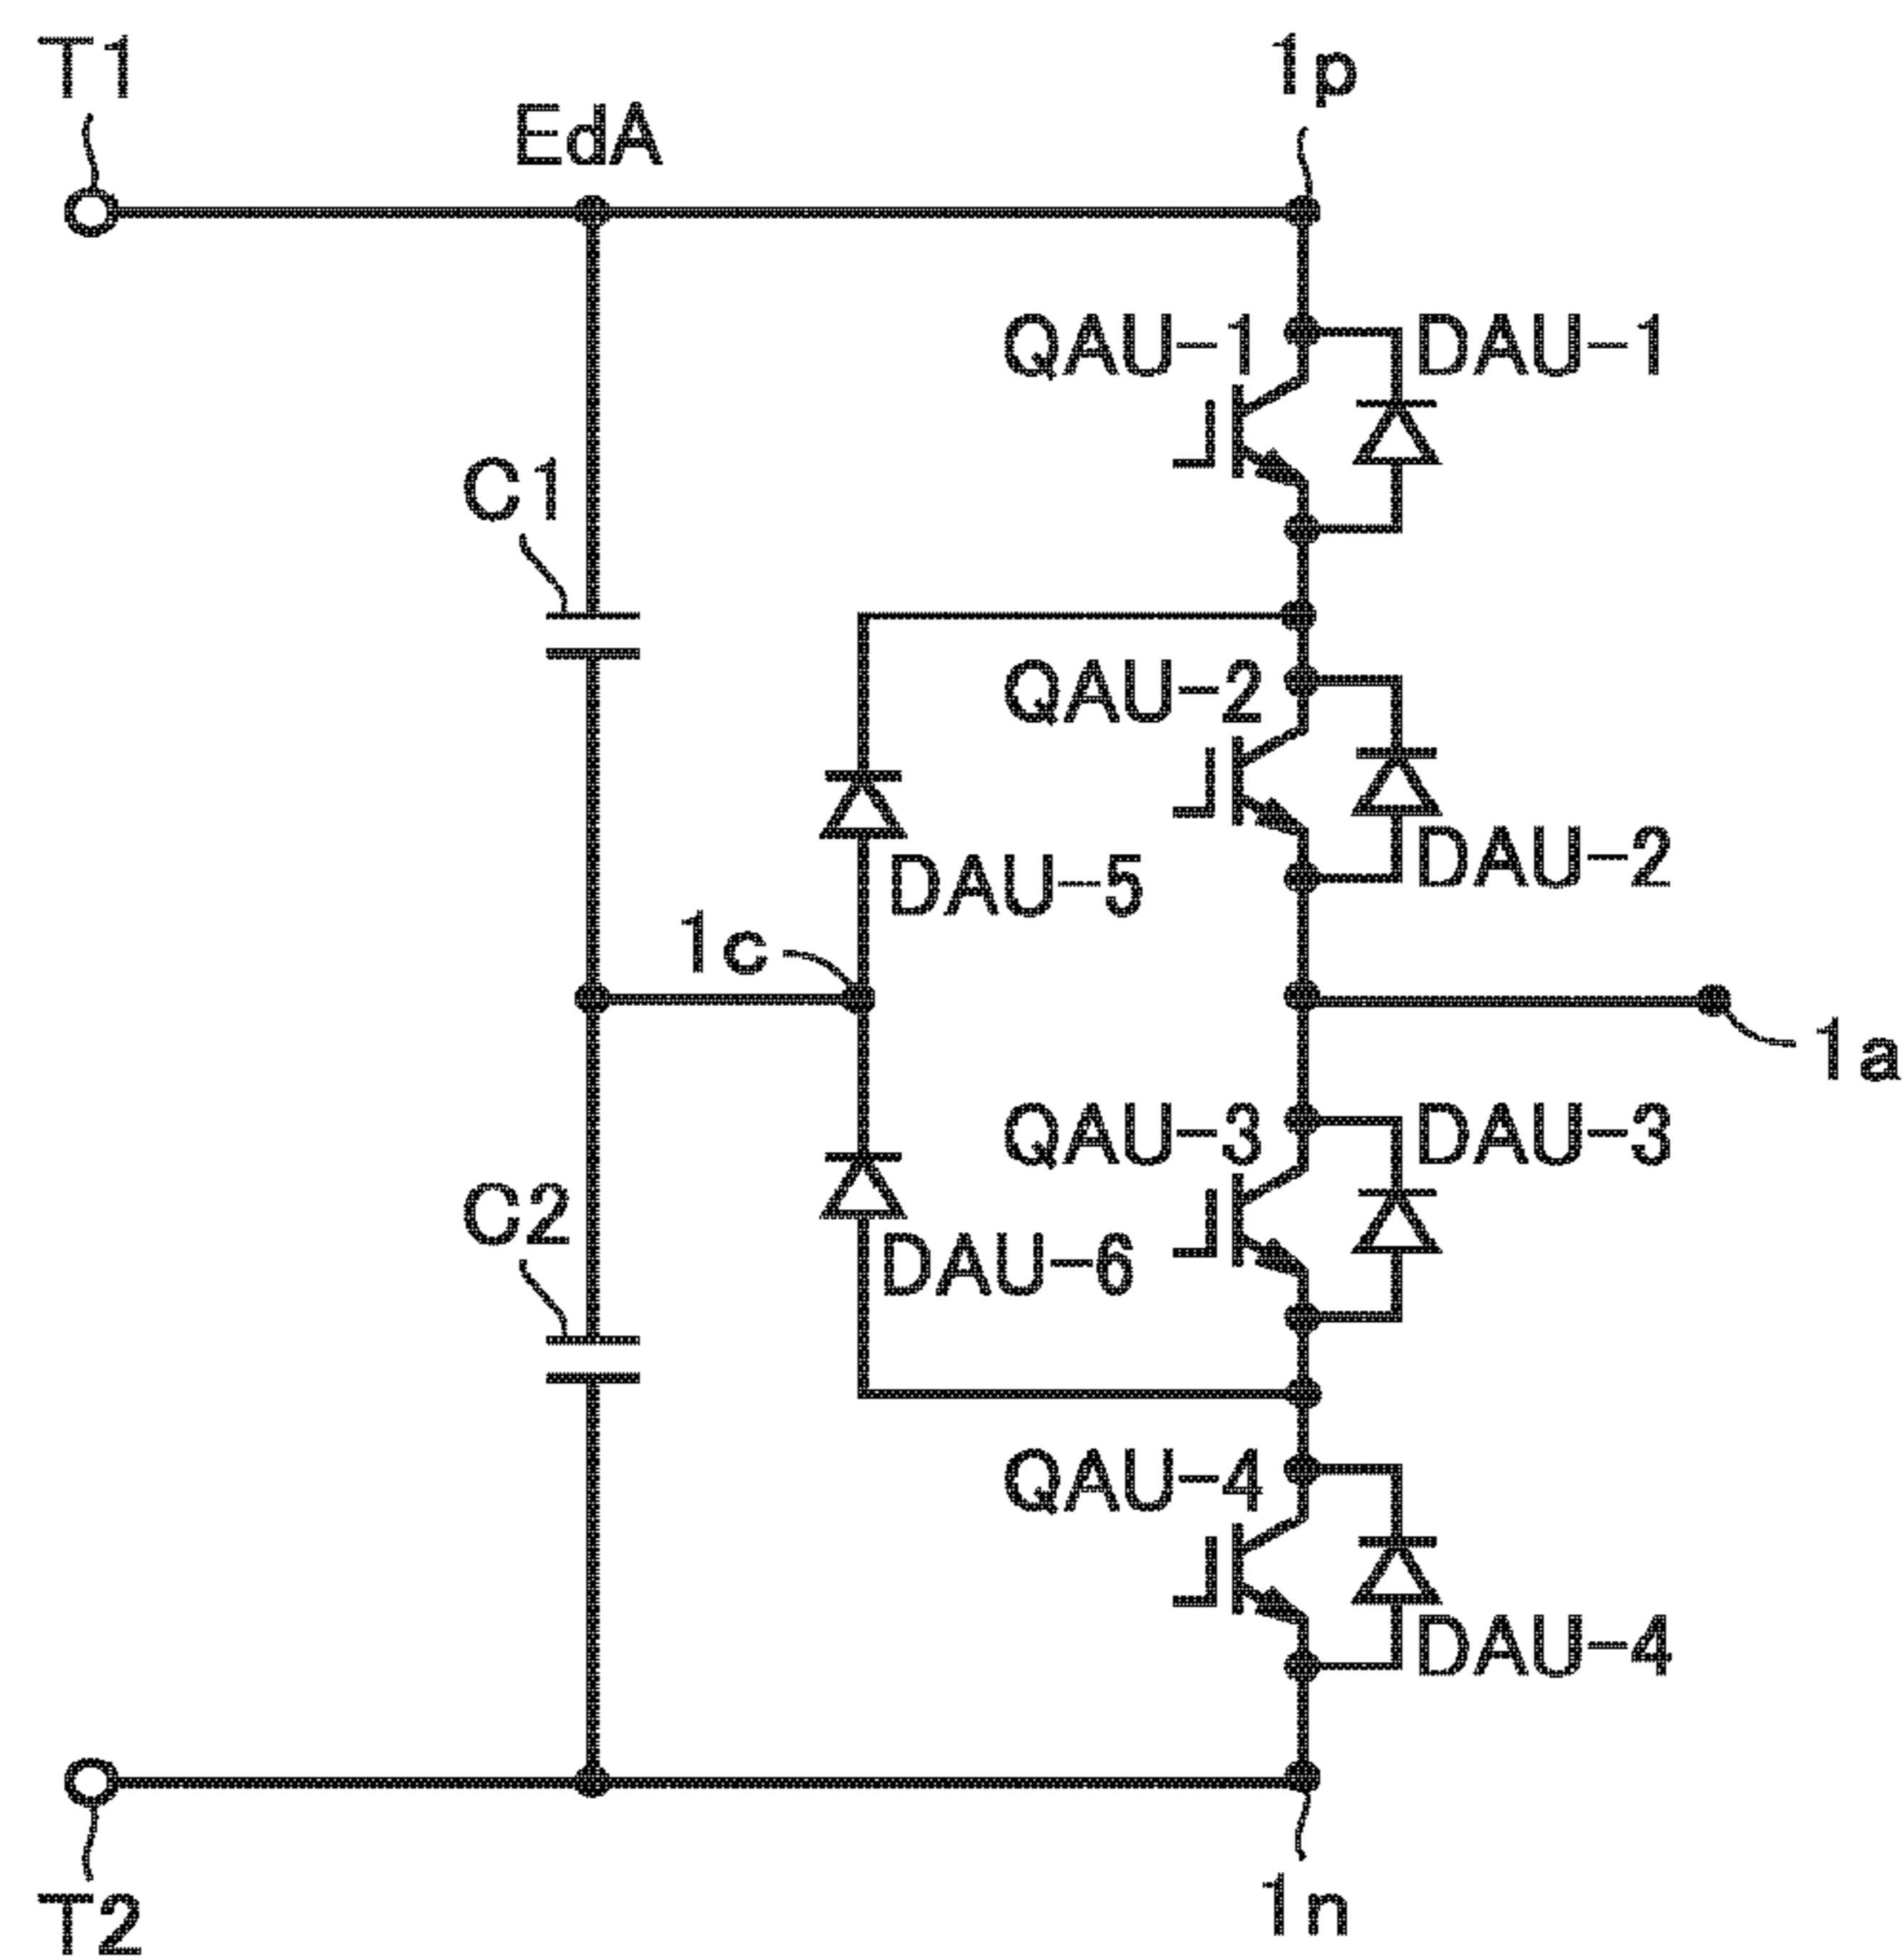 T1
1p
EdA
QAU-1
DAU-1
C1
QAU-2
DAU-2
DAU-5
1c
1a
QAU-3
DAU-3
C2
DAU-6
QAU-4
DAU-4
T2
1n